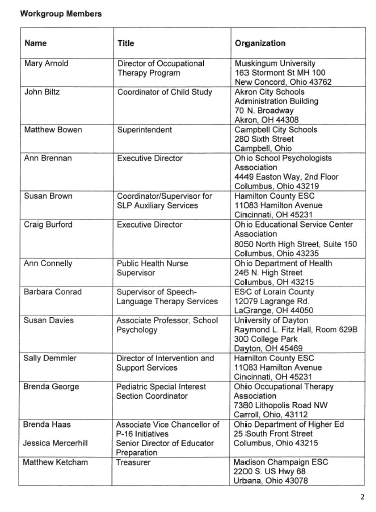 Workgroup Members
Name Title Organization
Mary Arnold Director of Occupational Muskingum University
Therapy Program 163 Stormont St MH 100
New Concord, Ohio 43762
John Biltz Coordinator of Child Study Akron City Schools
Administration Building
70 N. Broadway
Akron, OH 44308
Matthew Bowen Superintendent Campbell City Schools
280 Sixth Street
Campbell, Ohio
Ann Brennan Executive Director Ohio School Psychologists
Association
4449 Easton Way, 2nd Floor
Columbus, Ohio 43219
Susan Brown Coordinator/Supervisor for Hamilton County ESC
SLP Auxiliary Services 11083 Hamilton Avenue
Cincinnati, OH 45231
Craig Burford Executive Director Ohio Educational Service Center
Association
8050 North High Street, Suite 150
Columbus, Ohio 43235
Ann Connelly Public Health Nurse Ohio Department of Health
Supervisor 246 N. High Street
Columbus, OH 43215
Barbara Conrad Supervisor of Speech- ESC of Lorain County
Language Therapy Services 12079 Lagrange Rd.
LaGrange, OH 44050
Susan Davies Associate Professor, School University of Dayton
Psychology Raymond L. Fitz Hall, Room 629B
300 College Park
Dayton, OH 45469
Sally Demmler Director of Intervention and Hamilton County ESC
Support Services 11083 Hamilton Avenue
Cincinnati, OH 45231
Brenda George Pediatric Special Interest Ohio Occupational Therapy
Section Coordinator Association
7380 Lithopolis Road NW
Carroll, Ohio, 43112
Brenda Haas Associate Vice Chancellor of Ohio Department of Higher Ed
P-16 Initiatives 25 South Front Street
Jessica Mercerhill Senior Director of Educator Columbus, Ohio 43215
Preparation
Matthew Ketcham Treasurer Madison Champaign ESC
2200 S. US Hwy 68
Urbana, Ohio 43078
2